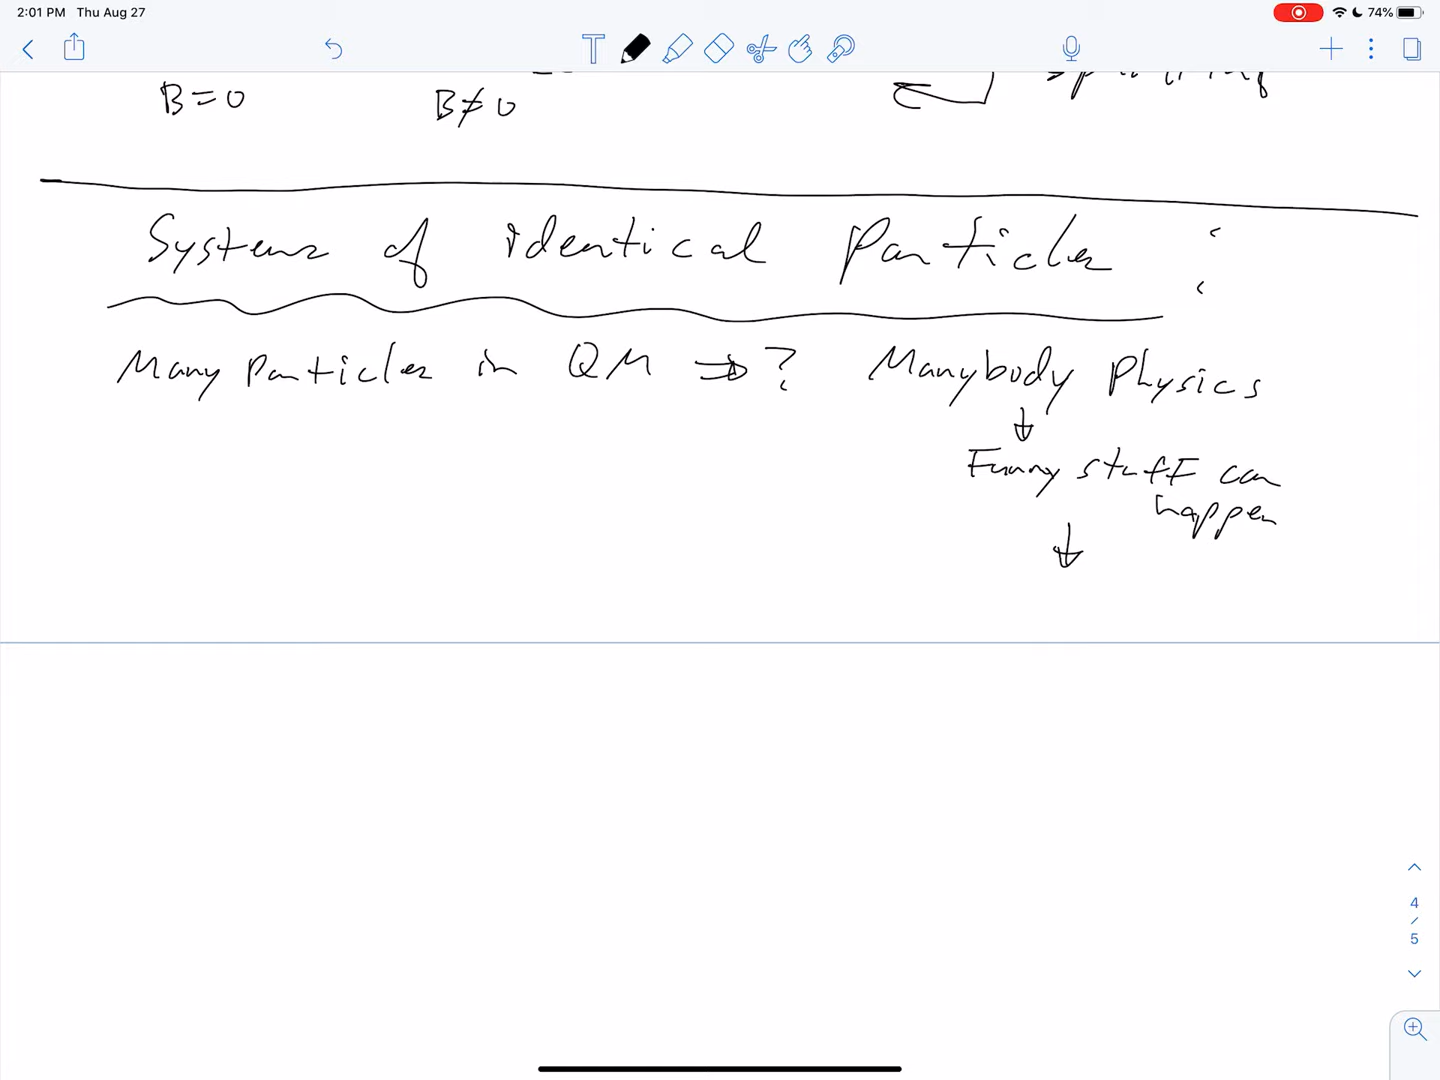 2:01 PM Thu Aug 27
74%
B=0 B≠0
Systems of identical Particles :
Many Particles in QM ⇒ ? Manybody Physics
↓
Funny stuff can
happen
↓
4
/
5